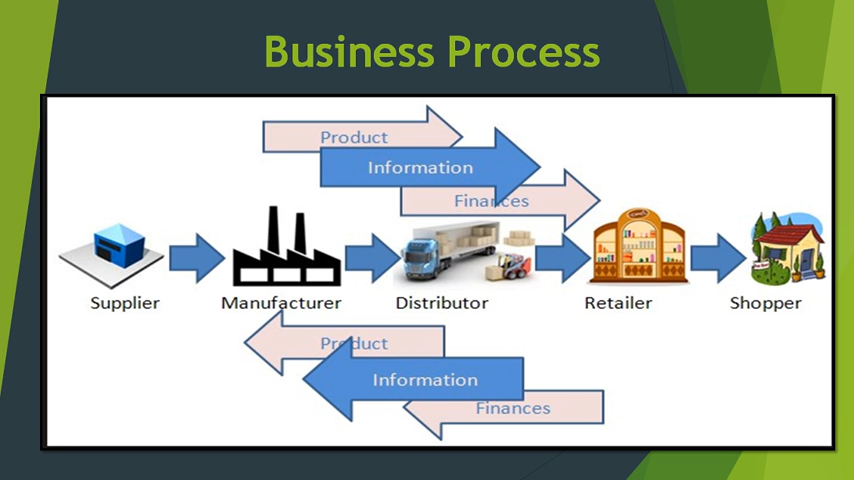 Business Process
Product
Information
Finances
Supplier
Manufacturer
Distributor
Retailer
Shopper
Product
Information
Finances